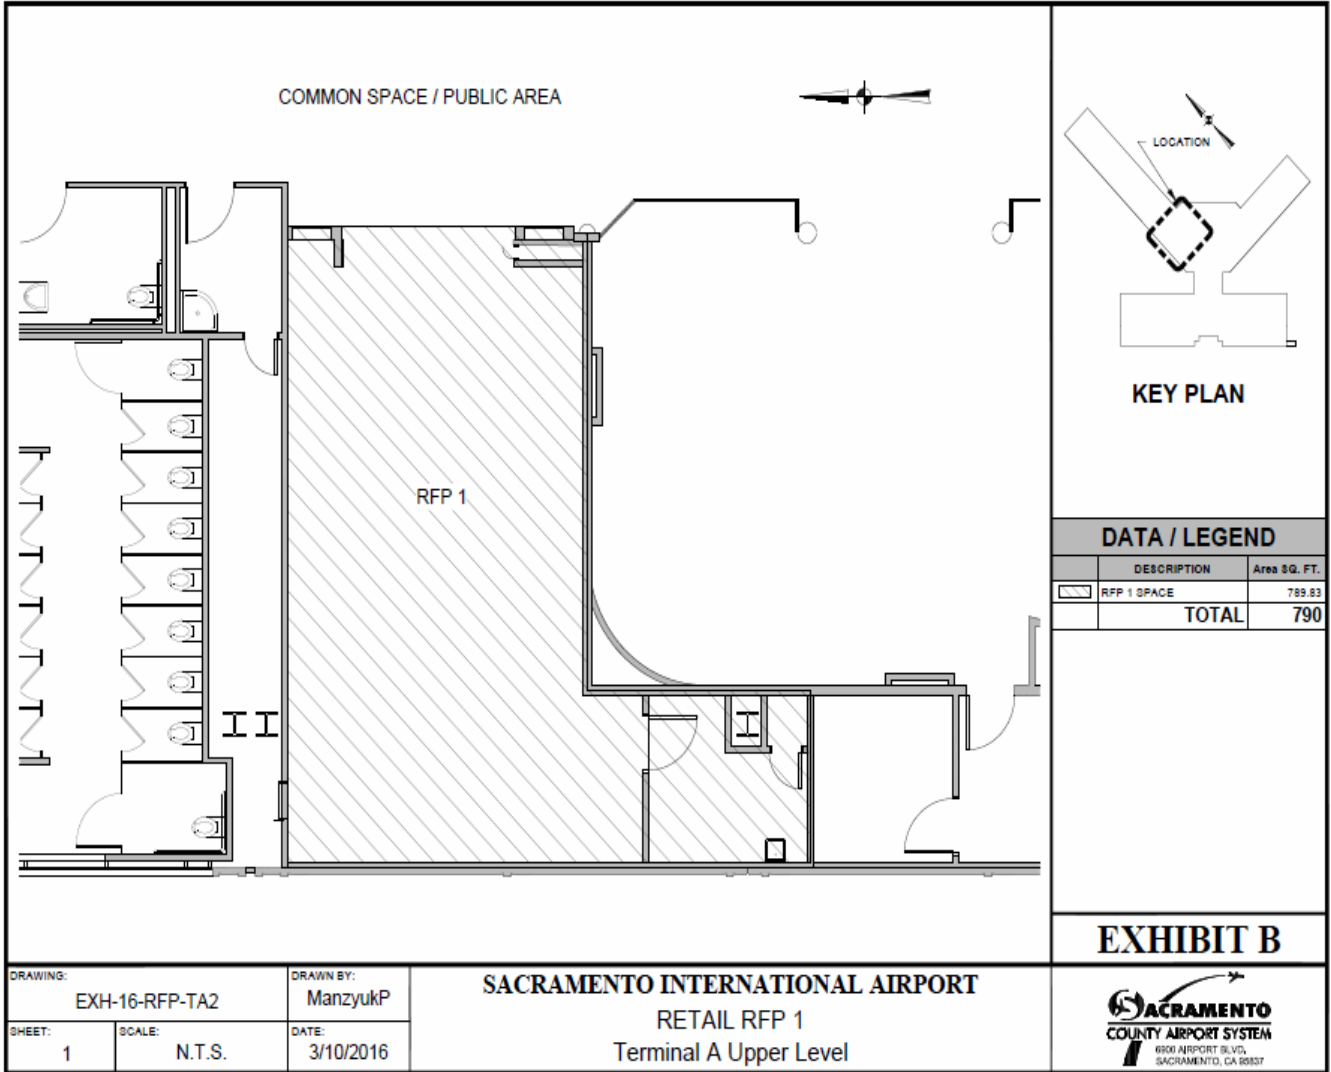 COMMON SPACE / PUBLIC AREA
RFP 1
LOCATION
KEY PLAN
DATA / LEGEND
DESCRIPTION Area SQ. FT.
RFP 1 SPACE 789.83
TOTAL 790
EXHIBIT B
DRAWING:
EXH-16-RFP-TA2
DRAWN BY:
ManzyukP
SHEET:
1
SCALE:
N.T.S.
DATE:
3/10/2016
SACRAMENTO INTERNATIONAL AIRPORT
RETAIL RFP 1
Terminal A Upper Level
SACRAMENTO
COUNTY AIRPORT SYSTEM
6900 AIRPORT BLVD,
SACRAMENTO, CA 95837